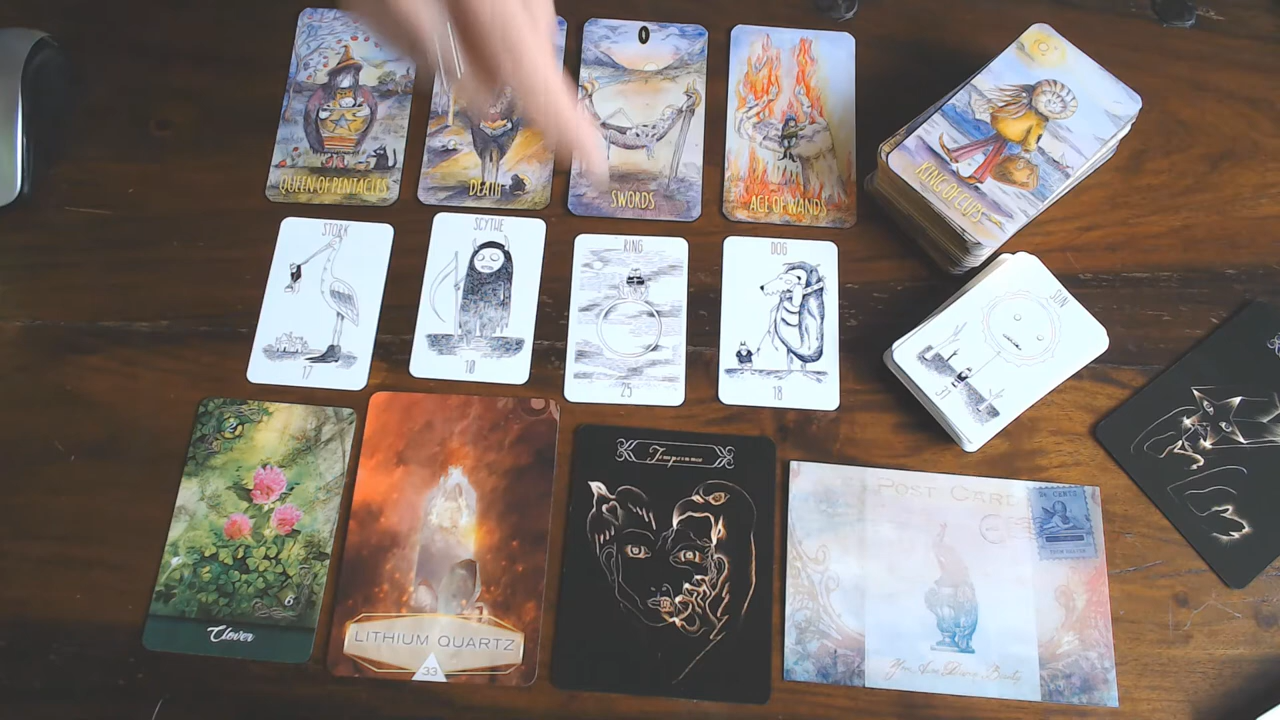 QUEEN OF PENTACLES
DEATH
SWORDS
ACE OF WANDS
KING OF CUPS
STORK
17
SCYTHE
10
RING
25
DOG
18
SUN
Clover
6
LITHIUM QUARTZ
33
Temperance
POST CARD